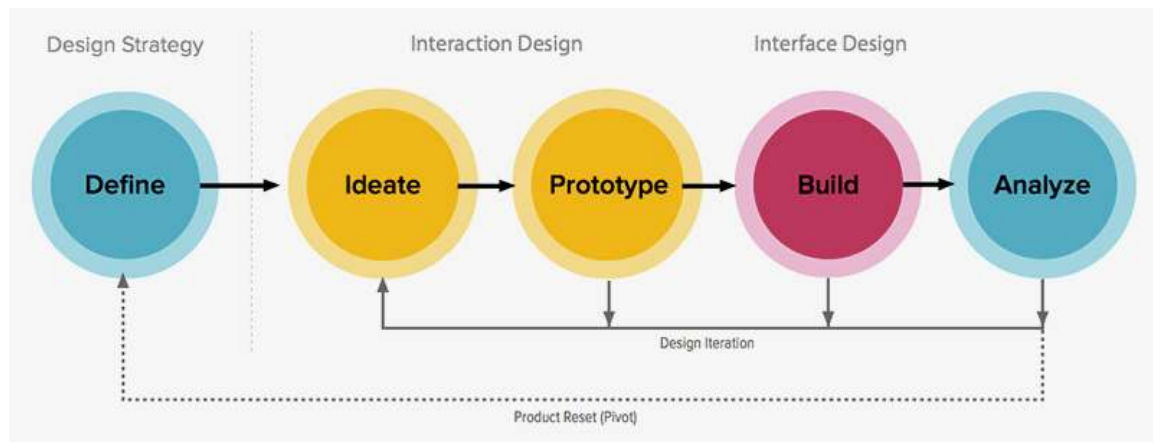 Design Strategy
Interaction Design
Interface Design
Define
Ideate
Prototype
Build
Analyze
Design Iteration
Product Reset (Pivot)